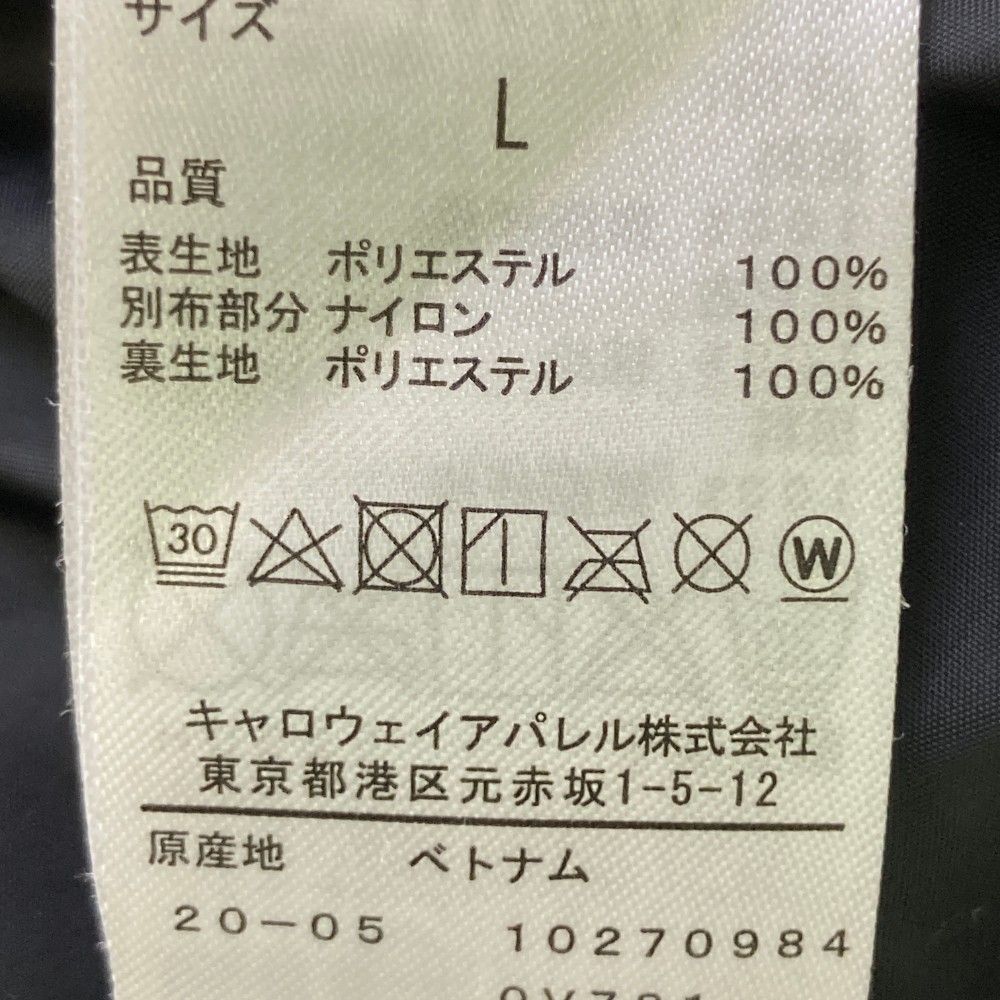 サイズ
L
品質
表生地 ポリエステル 100%
別布部分 ナイロン 100%
裏生地 ポリエステル 100%
30
W
キャロウェイアパレル株式会社
東京都港区元赤坂1-5-12
原産地 ベトナム
20-05 10270984